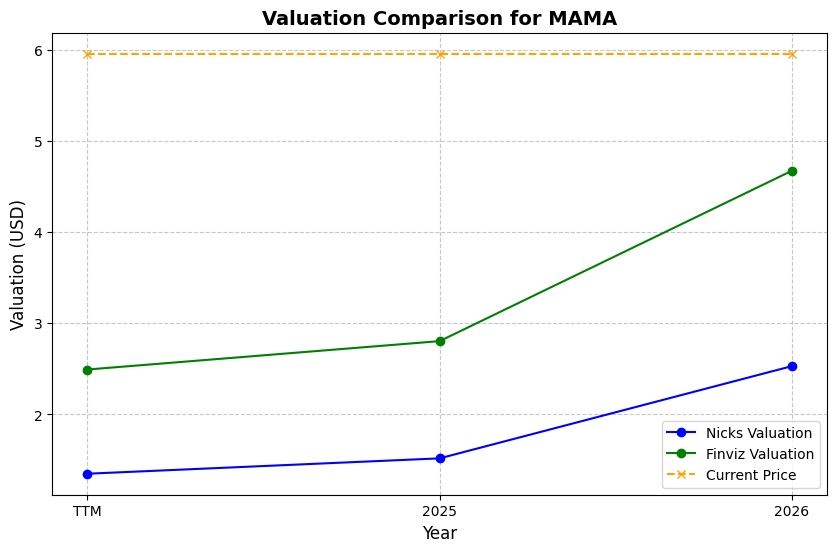 Valuation Comparison for MAMA
Valuation (USD)
6
5
4
3
2
TTM
2025
2026
Year
Nicks Valuation
Finviz Valuation
Current Price